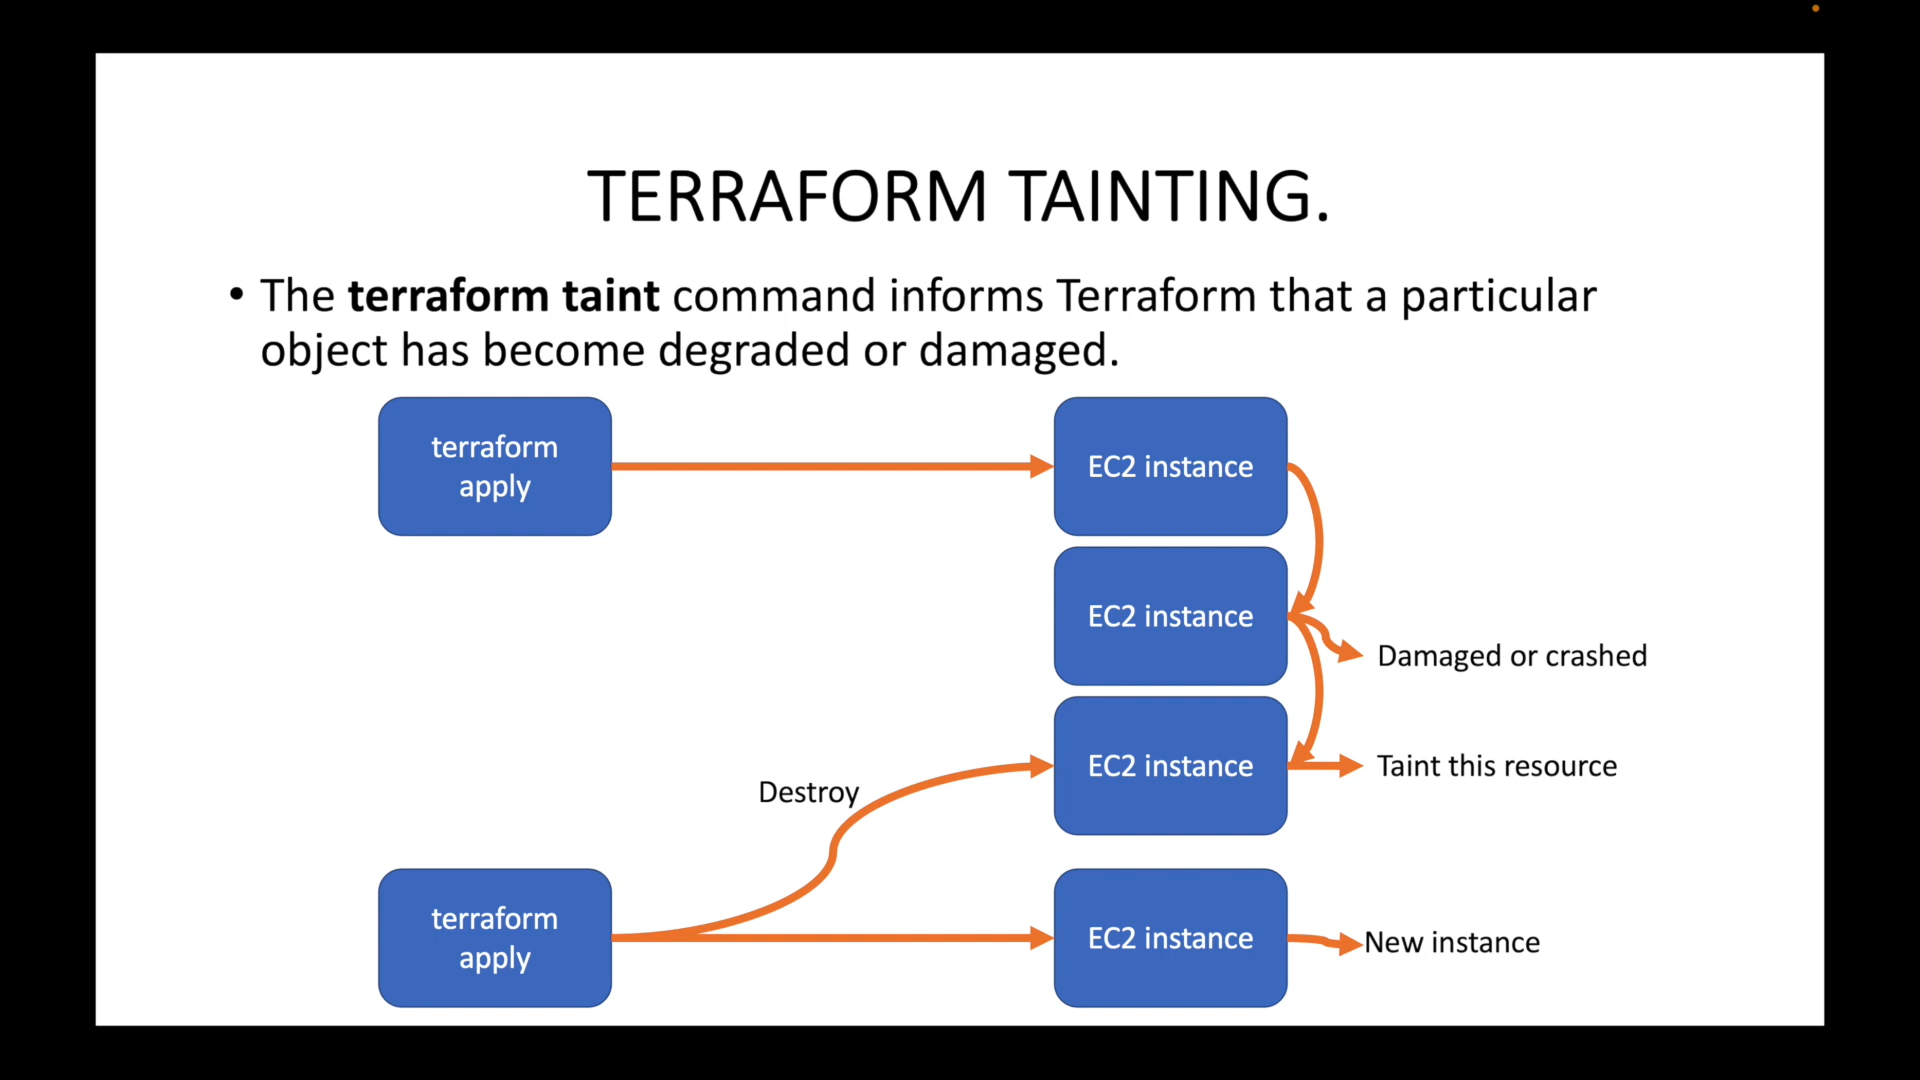 TERRAFORM TAINTING.
• The terraform taint command informs Terraform that a particular
object has become degraded or damaged.
terraform
apply
EC2 instance
EC2 instance
Damaged or crashed
EC2 instance
Taint this resource
Destroy
terraform
apply
EC2 instance
New instance